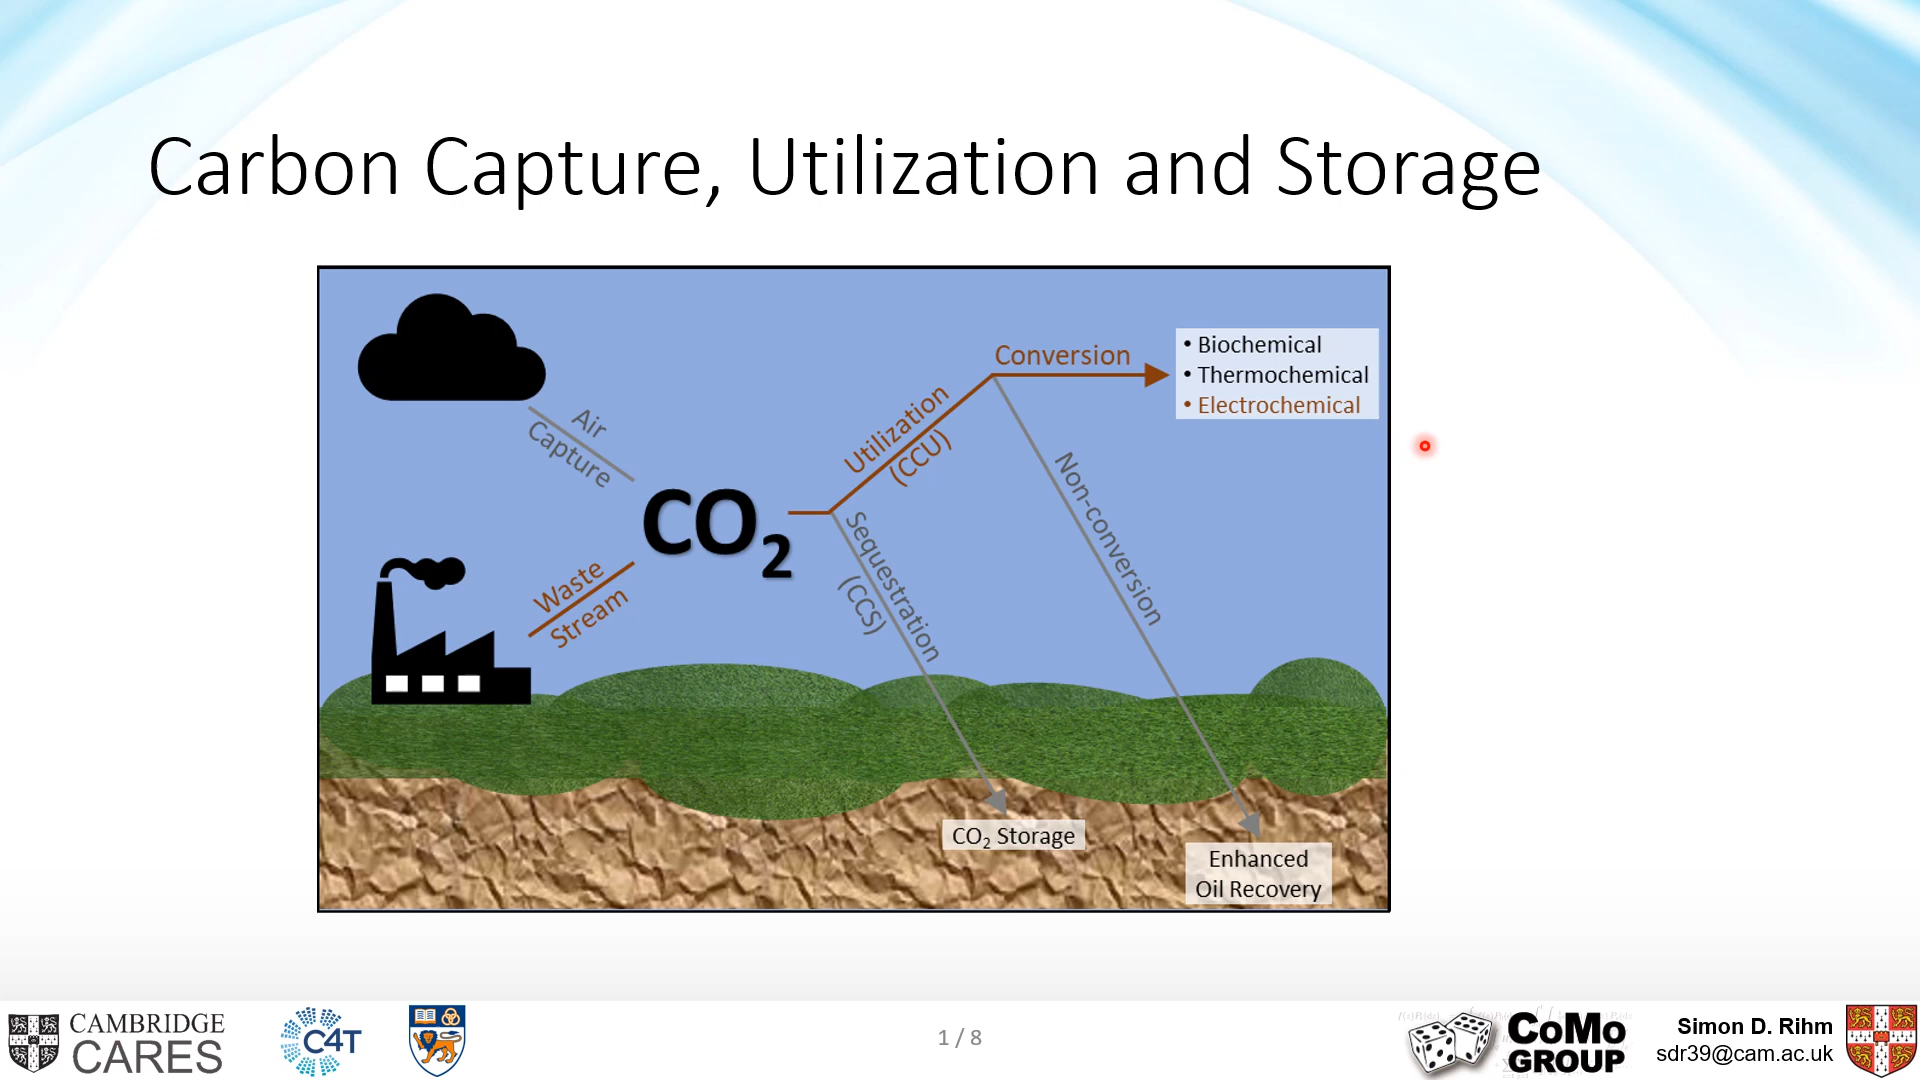 Carbon Capture, Utilization and Storage
Air
Capture
Waste
Stream
CO₂
Utilization
(CCU)
Sequestration
(CCS)
Conversion
Non-conversion
• Biochemical
• Thermochemical
• Electrochemical
CO₂ Storage
Enhanced
Oil Recovery
CAMBRIDGE
CARES
C4T
1 / 8
CoMo
GROUP
Simon D. Rihm
sdr39@cam.ac.uk